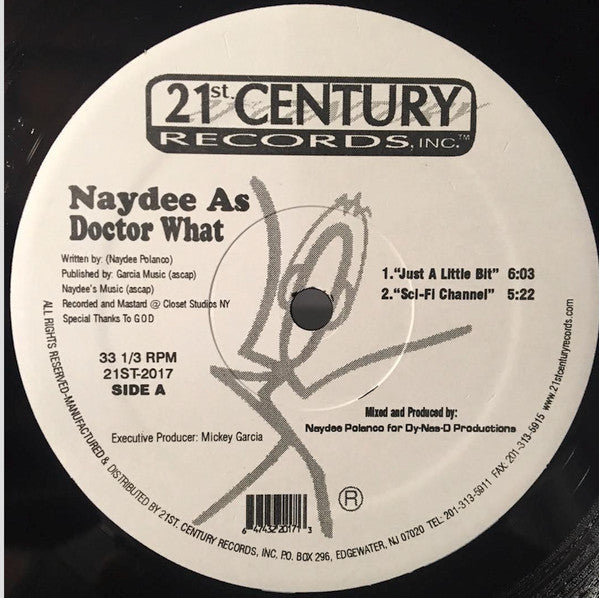 21st. CENTURY
RECORDS, INC.™
Naydee As
Doctor What
Written by: (Naydee Polanco)
Published by: Garcia Music (ascap)
Naydee's Music (ascap)
Recorded and Mastard @ Closet Studios NY
Special Thanks To GOD
1."Just A Little Bit" 6:03
2."Sci-Fi Channel" 5:22
33 1/3 RPM
21ST-2017
SIDE A
Mixed and Produced by:
Naydee Polanco for Dy-Nas-D Productions
Executive Producer: Mickey Garcia
®
6 47432 20171 3
ALL RIGHTS RESERVED-MANUFACTURED & DISTRIBUTED BY 21ST. CENTURY RECORDS, INC, P.O. BOX 296, EDGEWATER, NJ 07020 TEL: 201-313-5911 FAX: 201-313-5915 www.21stcenturyrecords.com